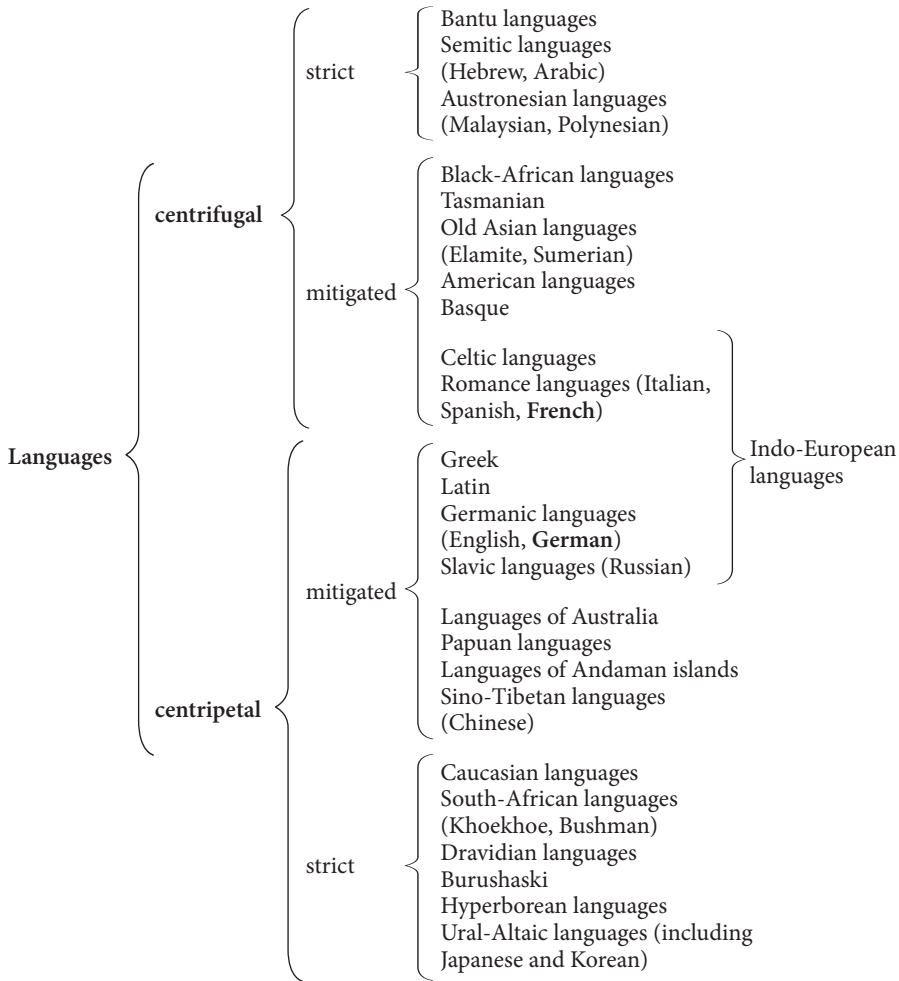 Languages
centrifugal
strict
Bantu languages
Semitic languages
(Hebrew, Arabic)
Austronesian languages
(Malaysian, Polynesian)
mitigated
Black-African languages
Tasmanian
Old Asian languages
(Elamite, Sumerian)
American languages
Basque
Celtic languages
Romance languages (Italian,
Spanish, French)
centripetal
mitigated
Greek
Latin
Germanic languages
(English, German)
Slavic languages (Russian)
Indo-European
languages
Languages of Australia
Papuan languages
Languages of Andaman islands
Sino-Tibetan languages
(Chinese)
strict
Caucasian languages
South-African languages
(Khoekhoe, Bushman)
Dravidian languages
Burushaski
Hyperborean languages
Ural-Altaic languages (including
Japanese and Korean)